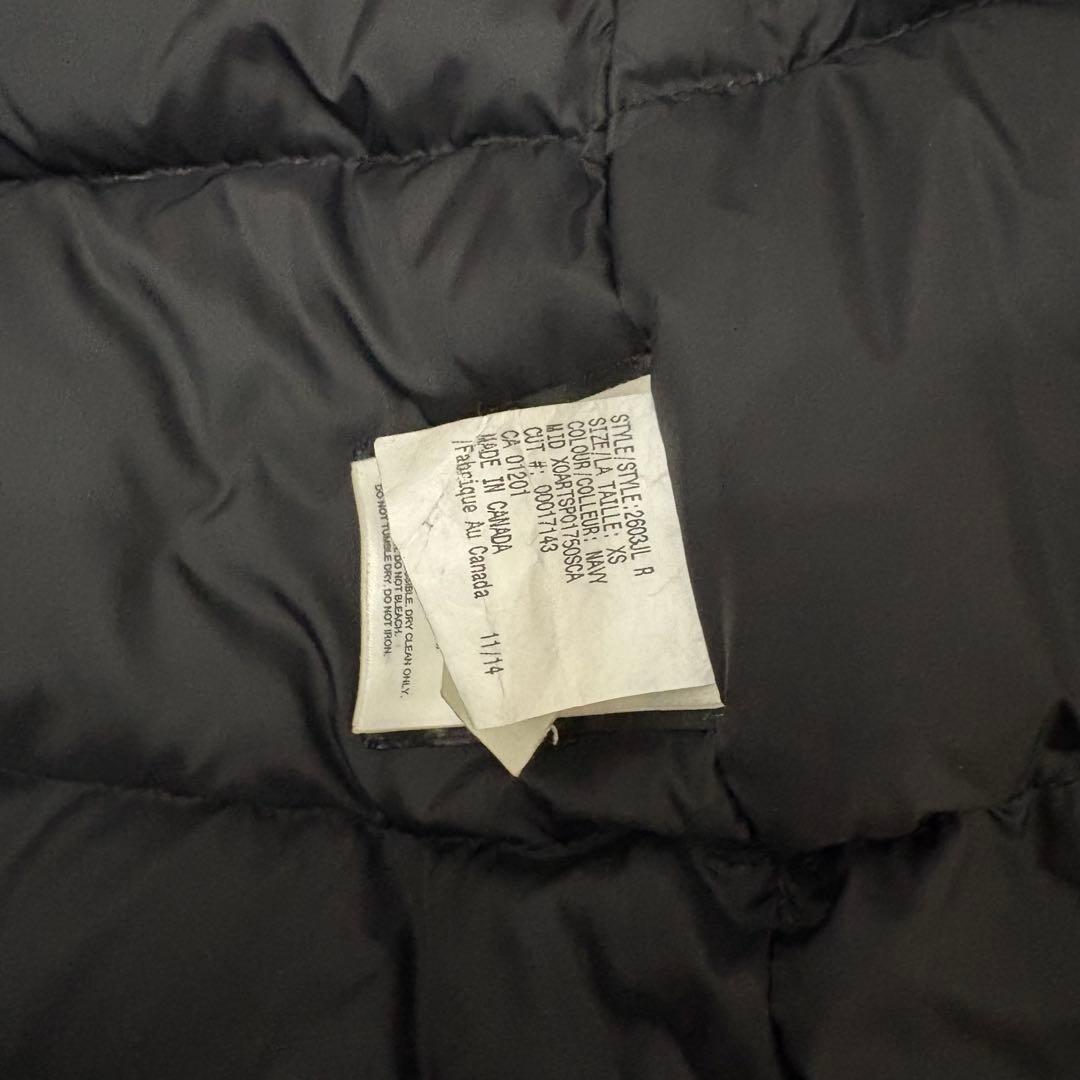 STYLE/STYLE:2603JL R
SIZE/LA TAILLE: XS
COLOUR/COLLEUR: NAVY
MID XOARTSPO1750SCA
CUT #: 00017143
CA 01201
MADE IN CANADA 11/14
/Fabrique Au Canada
DRY CLEAN ONLY.
DO NOT BLEACH.
DO NOT TUMBLE DRY. DO NOT IRON.